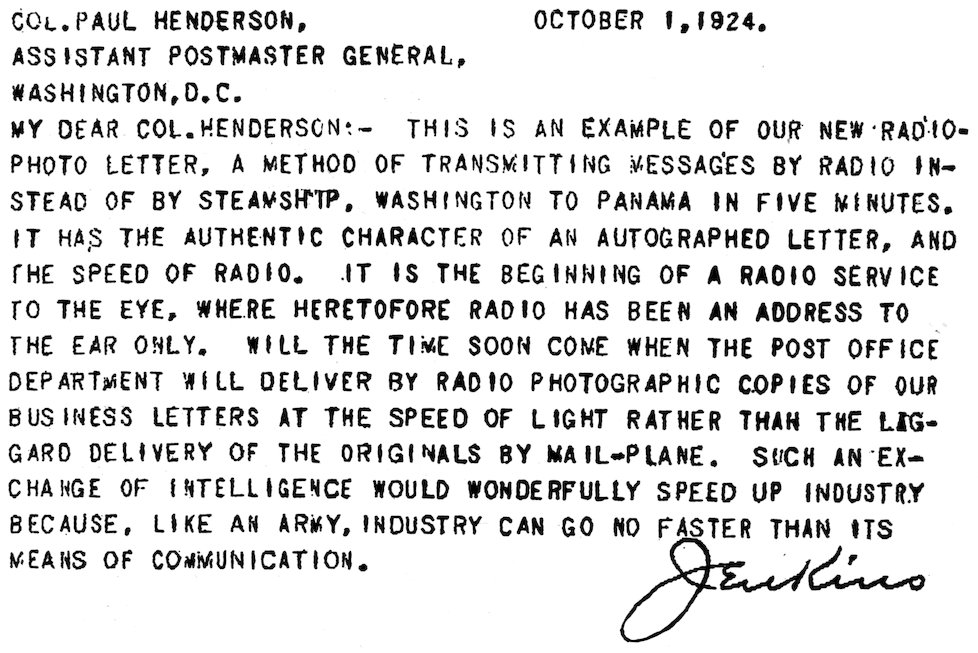 COL.PAUL HENDERSON, OCTOBER 1,1924.
ASSISTANT POSTMASTER GENERAL,
WASHINGTON,D.C.
MY DEAR COL.HENDERSON:- THIS IS AN EXAMPLE OF OUR NEW RADIO-
PHOTO LETTER, A METHOD OF TRANSMITTING MESSAGES BY RADIO IN-
STEAD OF BY STEAMSHIP, WASHINGTON TO PANAMA IN FIVE MINUTES.
IT HAS THE AUTHENTIC CHARACTER OF AN AUTOGRAPHED LETTER, AND
THE SPEED OF RADIO. IT IS THE BEGINNING OF A RADIO SERVICE
TO THE EYE, WHERE HERETOFORE RADIO HAS BEEN AN ADDRESS TO
THE EAR ONLY. WILL THE TIME SOON COME WHEN THE POST OFFICE
DEPARTMENT WILL DELIVER BY RADIO PHOTOGRAPHIC COPIES OF OUR
BUSINESS LETTERS AT THE SPEED OF LIGHT RATHER THAN THE LIG-
GARD DELIVERY OF THE ORIGINALS BY MAIL-PLANE. SUCH AN EX-
CHANGE OF INTELLIGENCE WOULD WONDERFULLY SPEED UP INDUSTRY
BECAUSE, LIKE AN ARMY, INDUSTRY CAN GO NO FASTER THAN ITS
MEANS OF COMMUNICATION.
Jenkins